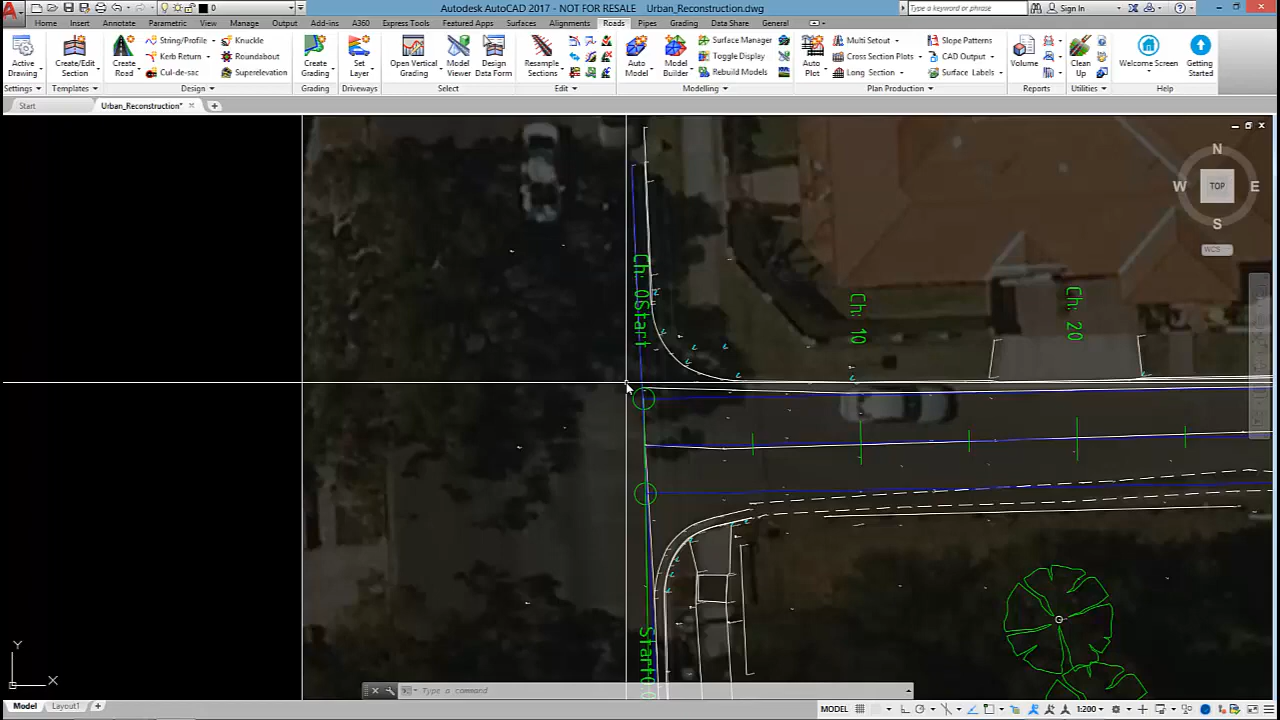 Autodesk AutoCAD 2017 - NOT FOR RESALE Urban_Reconstruction.dwg
0
Type a keyword or phrase
Sign In
Home Insert Annotate Parametric View Manage Output Add-ins A360 Express Tools Featured Apps Surfaces Alignments Roads Pipes Grading Data Share General
Active Drawing
Settings
Create/Edit Section
Templates
Create Road
String/Profile
Kerb Return
Cul-de-sac
Knuckle
Roundabout
Superelevation
Design
Create Grading
Grading
Set Layer
Driveways
Open Vertical Grading
Model Viewer
Design Data Form
Select
Resample Sections
Edit
Auto Model
Model Builder
Surface Manager
Toggle Display
Rebuild Models
Modelling
Auto Plot
Multi Setout
Cross Section Plots
Long Section
Slope Patterns
CAD Output
Surface Labels
Plan Production
Volume
Reports
Clean Up
Utilities
Welcome Screen
Getting Started
Help
Start
Urban_Reconstruction*
N
W TOP E
S
WCS
Ch: 0Start
Ch: 10
Ch: 20
Y
X
Type a command
Model Layout1
MODEL
1:200